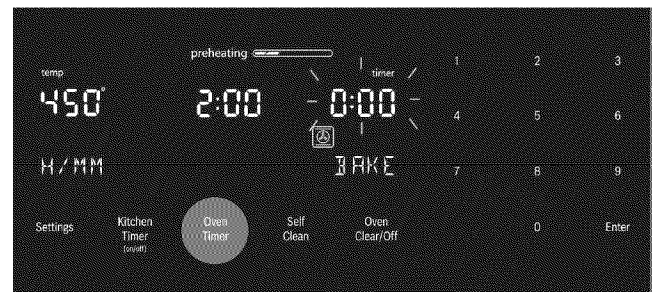 preheating
temp
timer
450°
2:00
0:00
H/MM
BAKE
1 2 3
4 5 6
7 8 9
0 Enter
Settings
Kitchen
Timer
(on/off)
Oven
Timer
Self
Clean
Oven
Clear/Off